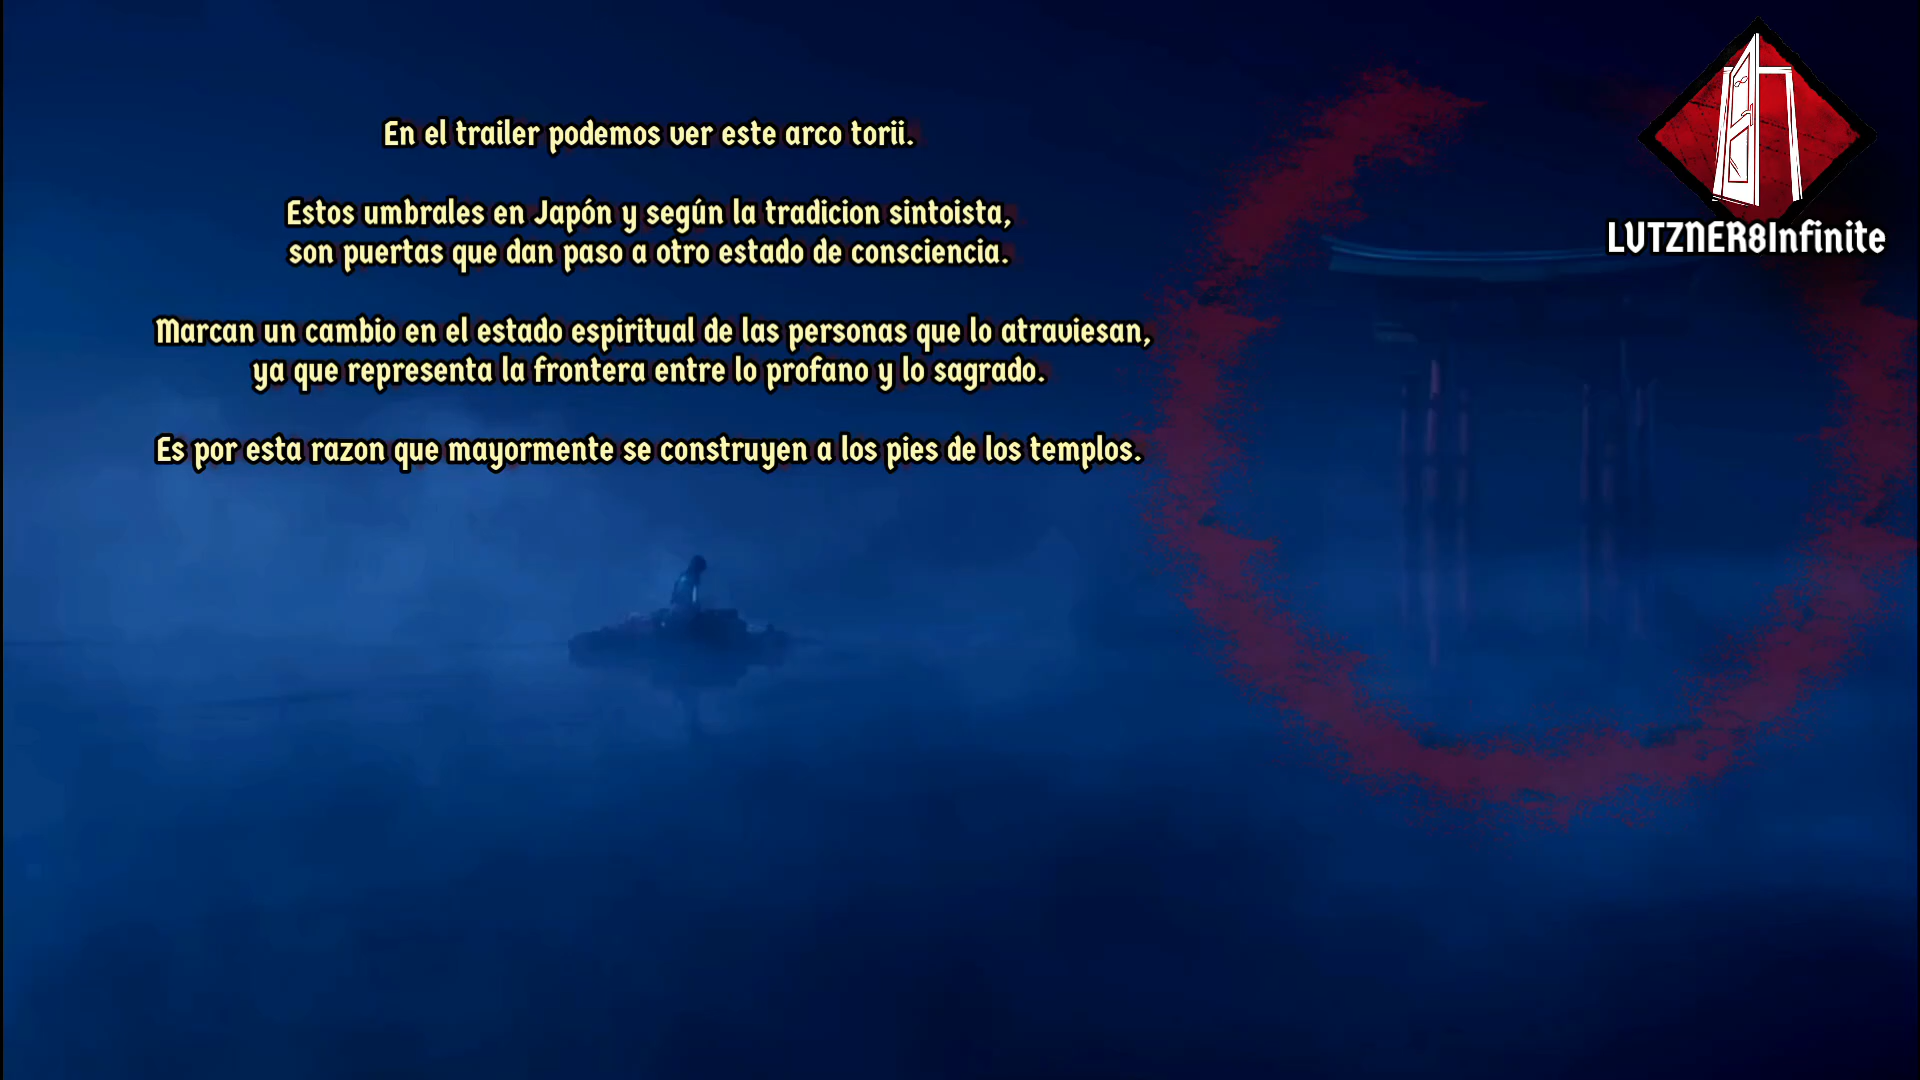 En el trailer podemos ver este arco torii.
Estos umbrales en Japón y según la tradicion sintoista,
son puertas que dan paso a otro estado de consciencia.
Marcan un cambio en el estado espiritual de las personas que lo atraviesan,
ya que representa la frontera entre lo profano y lo sagrado.
Es por esta razon que mayormente se construyen a los pies de los templos.
LUTZNER8Infinite